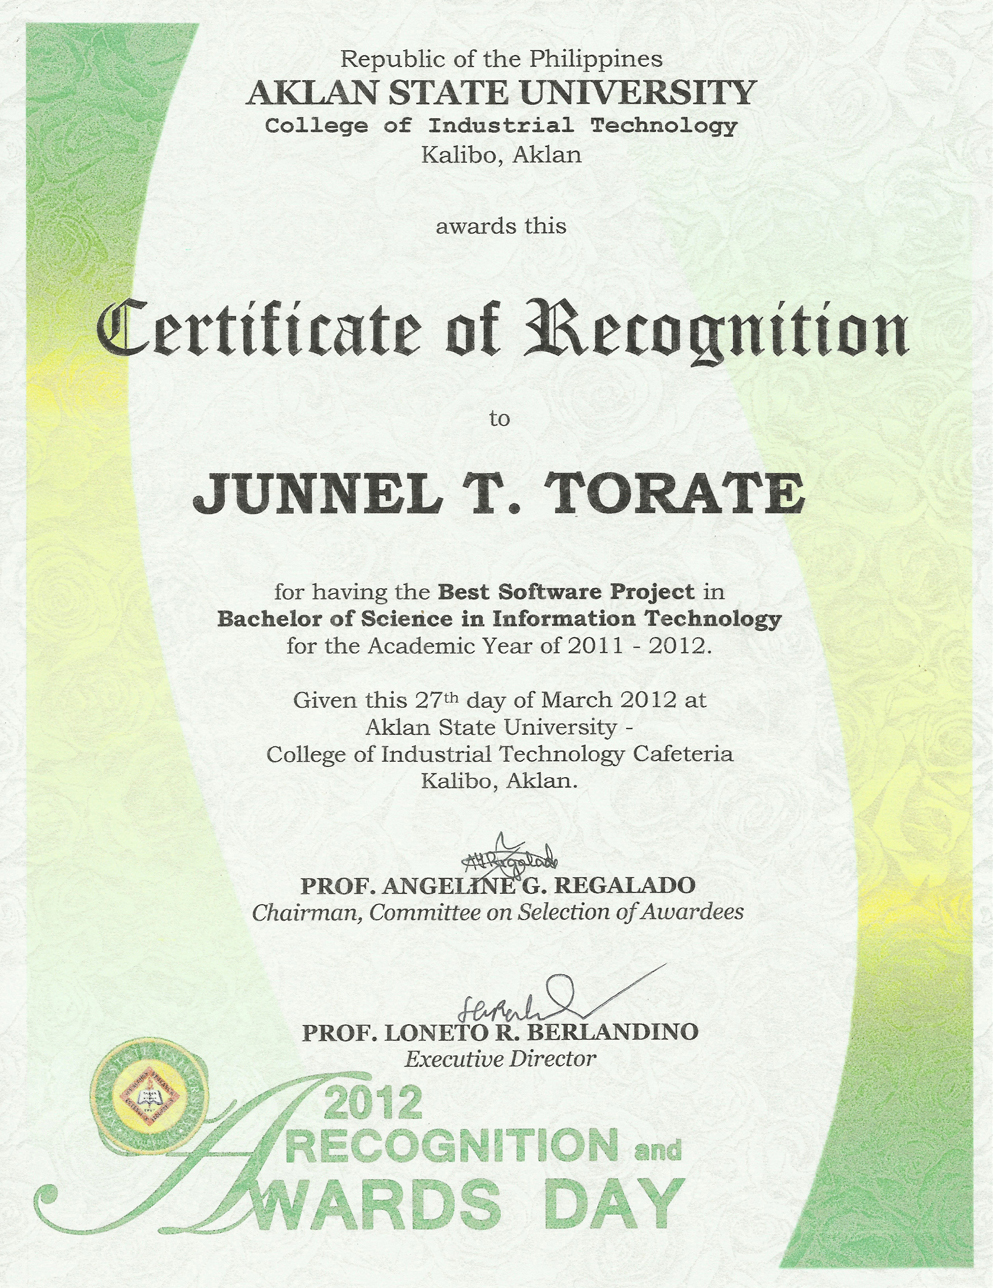 Republic of the Philippines
AKLAN STATE UNIVERSITY
College of Industrial Technology
Kalibo, Aklan
awards this
Certificate of Recognition
to
JUNNEL T. TORATE
for having the Best Software Project in
Bachelor of Science in Information Technology
for the Academic Year of 2011 - 2012.
Given this 27th day of March 2012 at
Aklan State University -
College of Industrial Technology Cafeteria
Kalibo, Aklan.
PROF. ANGELINE G. REGALADO
Chairman, Committee on Selection of Awardees
PROF. LONETO R. BERLANDINO
Executive Director
2012
RECOGNITION and
AWARDS DAY